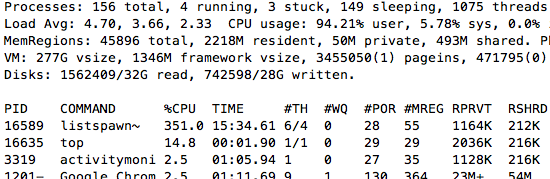 Processes: 156 total, 4 running, 3 stuck, 149 sleeping, 1075 threads
Load Avg: 4.70, 3.66, 2.33 CPU usage: 94.21% user, 5.78% sys, 0.0%
MemRegions: 45896 total, 2218M resident, 50M private, 493M shared.
VM: 277G vsize, 1346M framework vsize, 3455050(1) pageins, 471795(0)
Disks: 1562409/32G read, 742598/28G written.
PID COMMAND %CPU TIME #TH #WQ #POR #MREG RPRVT RSHRD
16589 listspawn~ 351.0 15:34.61 6/4 0 28 55 1164K 212K
16635 top 14.8 00:01.90 1/1 0 29 29 2036K 216K
3319 activitymoni 2.5 01:05.94 1 0 27 35 1128K 216K
1201- Google Chrom 2.5 01:11.69 9 1 130 364 23M+ 54M